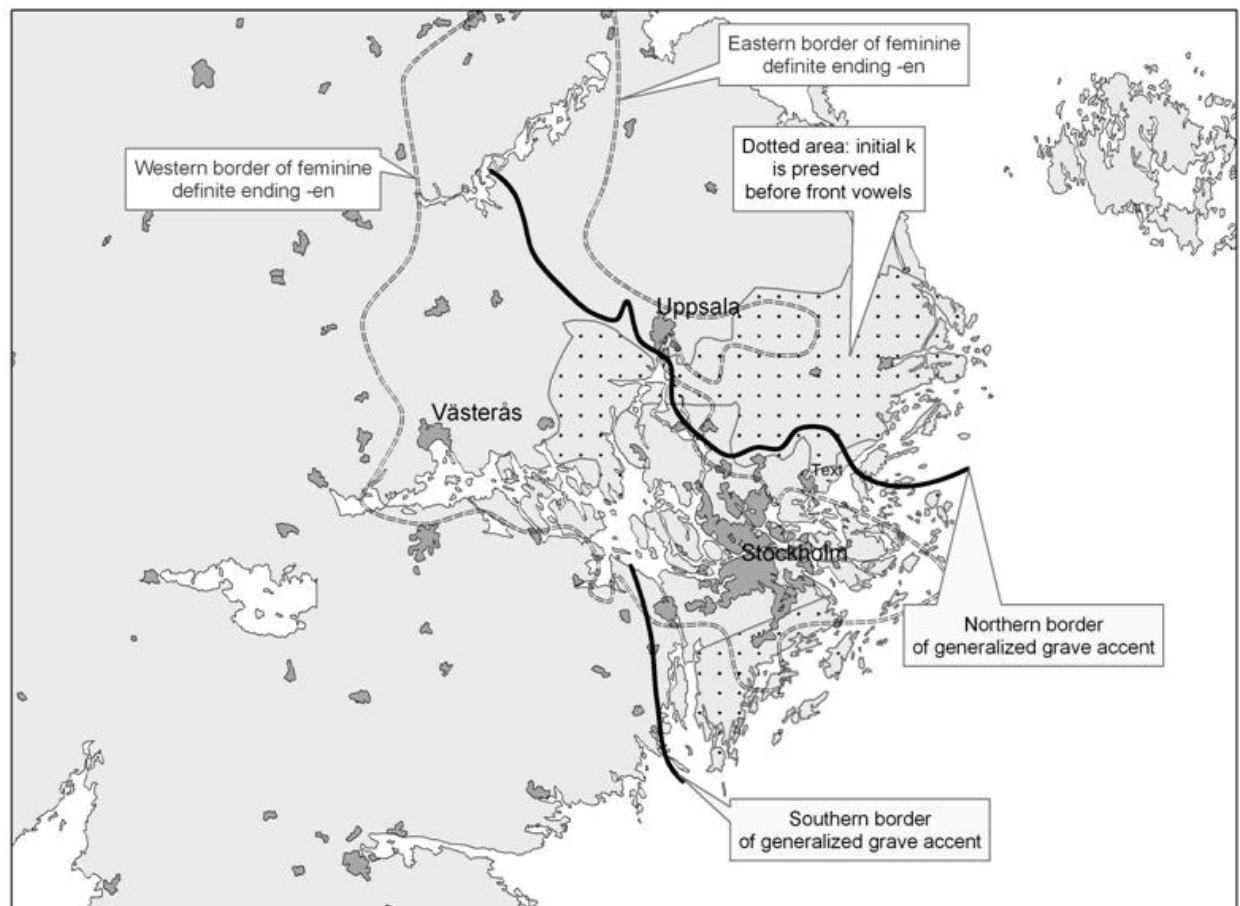 Eastern border of feminine
definite ending -en
Western border of feminine
definite ending -en
Dotted area: initial k
is preserved
before front vowels
Uppsala
Västerås
Text
Stockholm
Northern border
of generalized grave accent
Southern border
of generalized grave accent